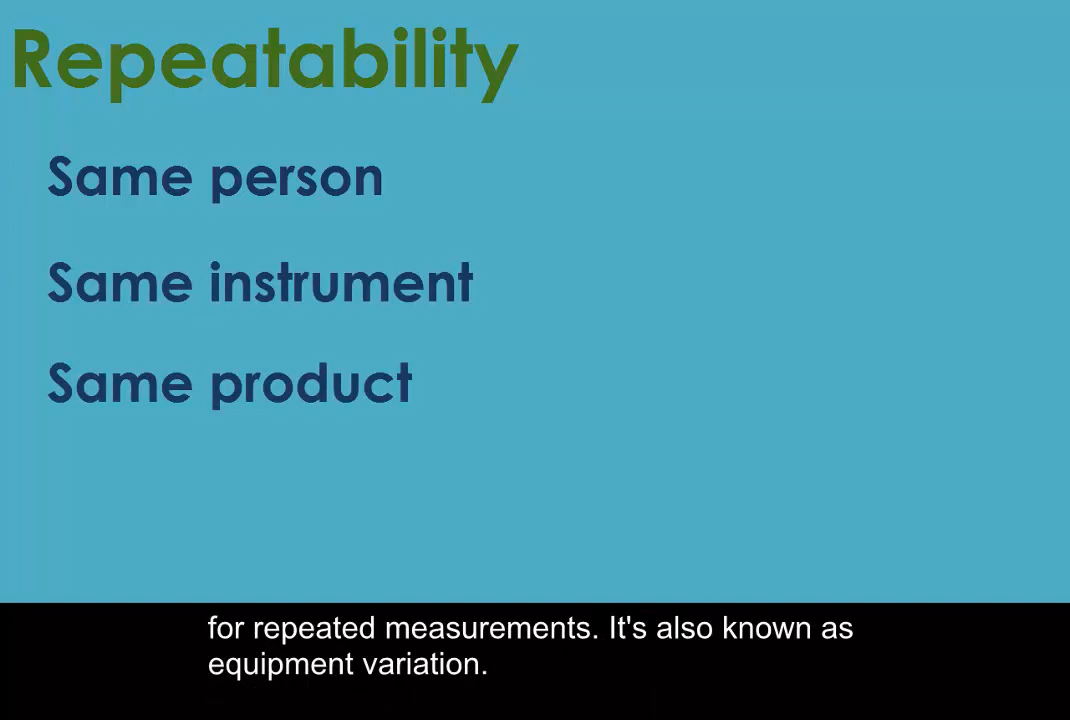 Repeatability
Same person
Same instrument
Same product
for repeated measurements. It's also known as
equipment variation.